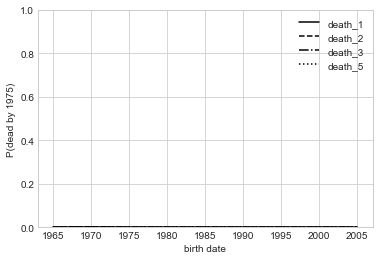 1.0
0.8
0.6
0.4
0.2
0.0
P(dead by 1975)
death_1
death_2
death_3
death_5
1965 1970 1975 1980 1985 1990 1995 2000 2005
birth date